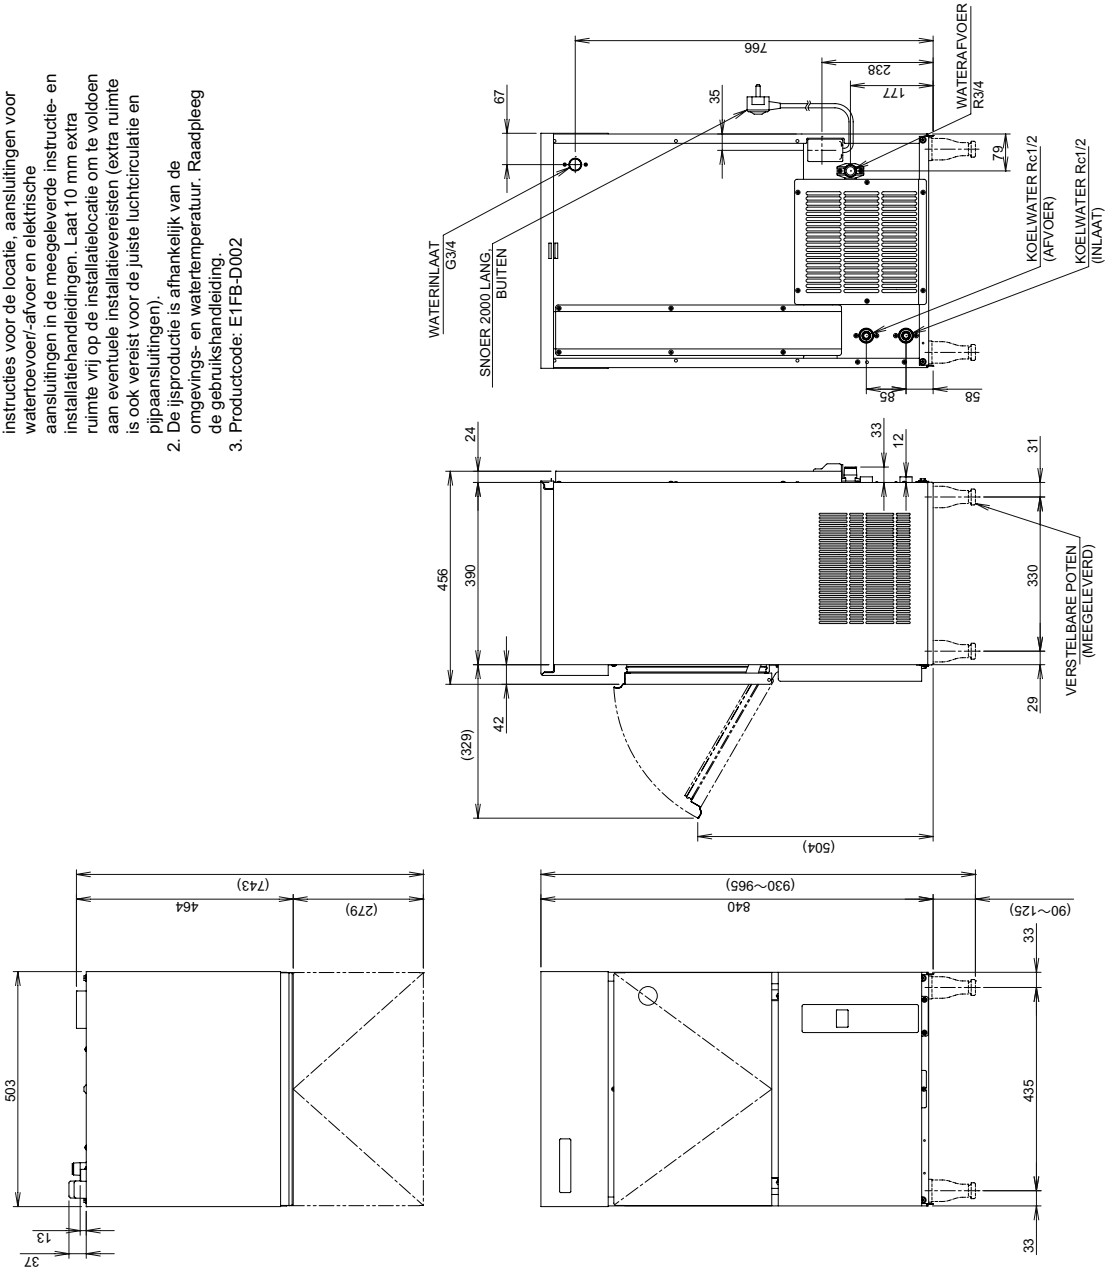 instructies voor de locatie, aansluitingen voor
watertoevoer/-afvoer en elektrische
aansluitingen in de meegeleverde instructie- en
installatiehandleidingen. Laat 10 mm extra
ruimte vrij op de installatielocatie om te voldoen
aan eventuele installatievereisten (extra ruimte
is ook vereist voor de juiste luchtcirculatie en
pijpaansluitingen).
2. De ijsproductie is afhankelijk van de
omgevings- en watertemperatuur. Raadpleeg
de gebruikshandleiding.
3. Productcode: E1FB-D002
766
238
177
67
35
79
WATERAFVOER
R3/4
WATERINLAAT
G3/4
SNOER 2000 LANG,
BUITEN
KOELWATER Rc1/2
(AFVOER)
KOELWATER Rc1/2
(INLAAT)
85
58
24
33
12
31
456
390
330
42
29
(329)
(504)
VERSTELBARE POTEN
(MEEGELEVERD)
(743)
464
(279)
503
13
37
(930~965)
840
(90~125)
33
435
33